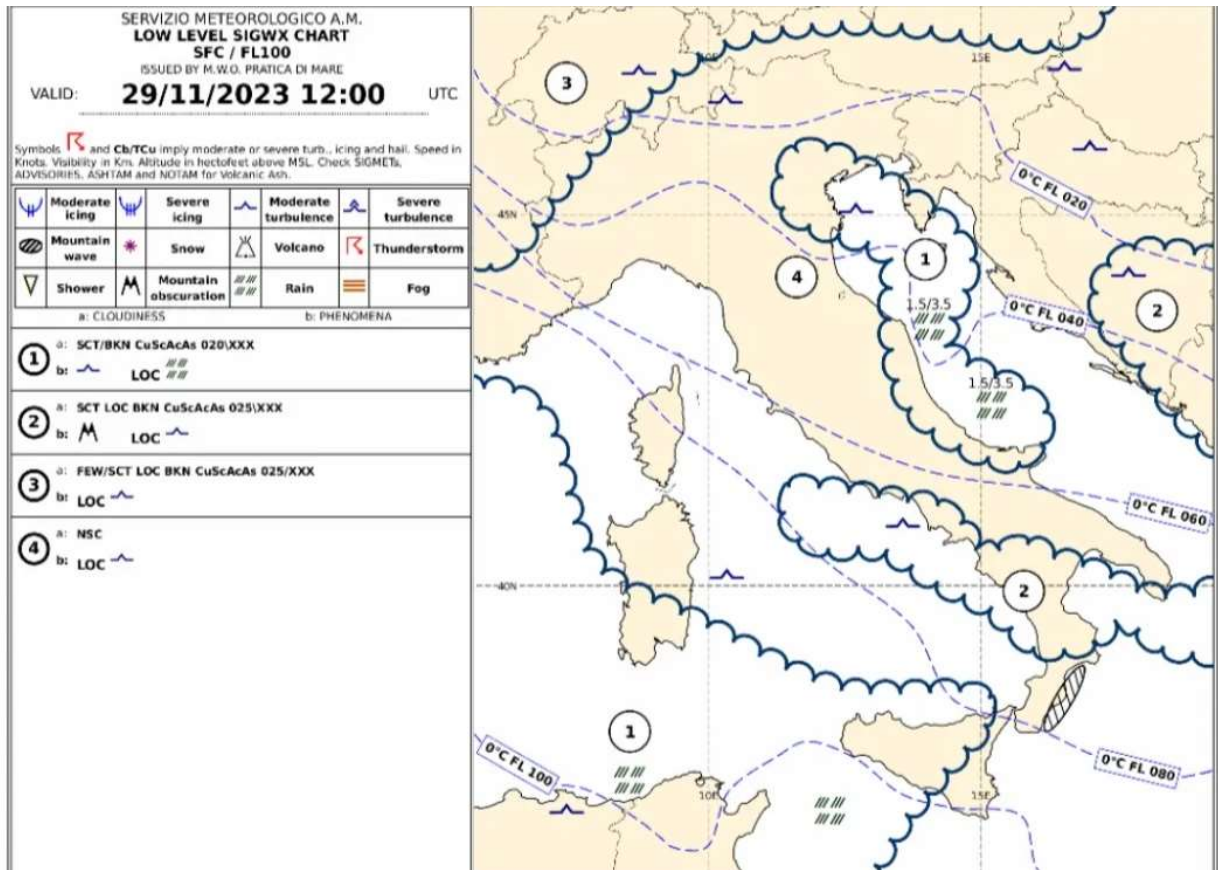 SERVIZIO METEOROLOGICO A.M.
LOW LEVEL SIGWX CHART
SFC / FL100
ISSUED BY M.W.O. PRATICA DI MARE
VALID: 29/11/2023 12:00 UTC
Symbols and Cb/TCu imply moderate or severe turb., icing and hail. Speed in
Knots. Visibility in Km. Altitude in hectofeet above MSL. Check SIGMETs,
ADVISORIES, ASHTAM and NOTAM for Volcanic Ash.
Moderate icing
Severe icing
Moderate turbulence
Severe turbulence
Mountain wave
Snow
Volcano
Thunderstorm
Shower
Mountain obscuration
Rain
Fog
a: CLOUDINESS b: PHENOMENA
1 a: SCT/BKN CuScAcAs 020\XXX
b: LOC
2 a: SCT LOC BKN CuScAcAs 025\XXX
b: LOC
3 a: FEW/SCT LOC BKN CuScAcAs 025/XXX
b: LOC
4 a: NSC
b: LOC
10E
15E
3
0°C FL 020
45N
1
4
2
1.5/3.5
0°C FL 040
1.5/3.5
0°C FL 060
40N
2
1
0°C FL 100
0°C FL 080
10E
15E